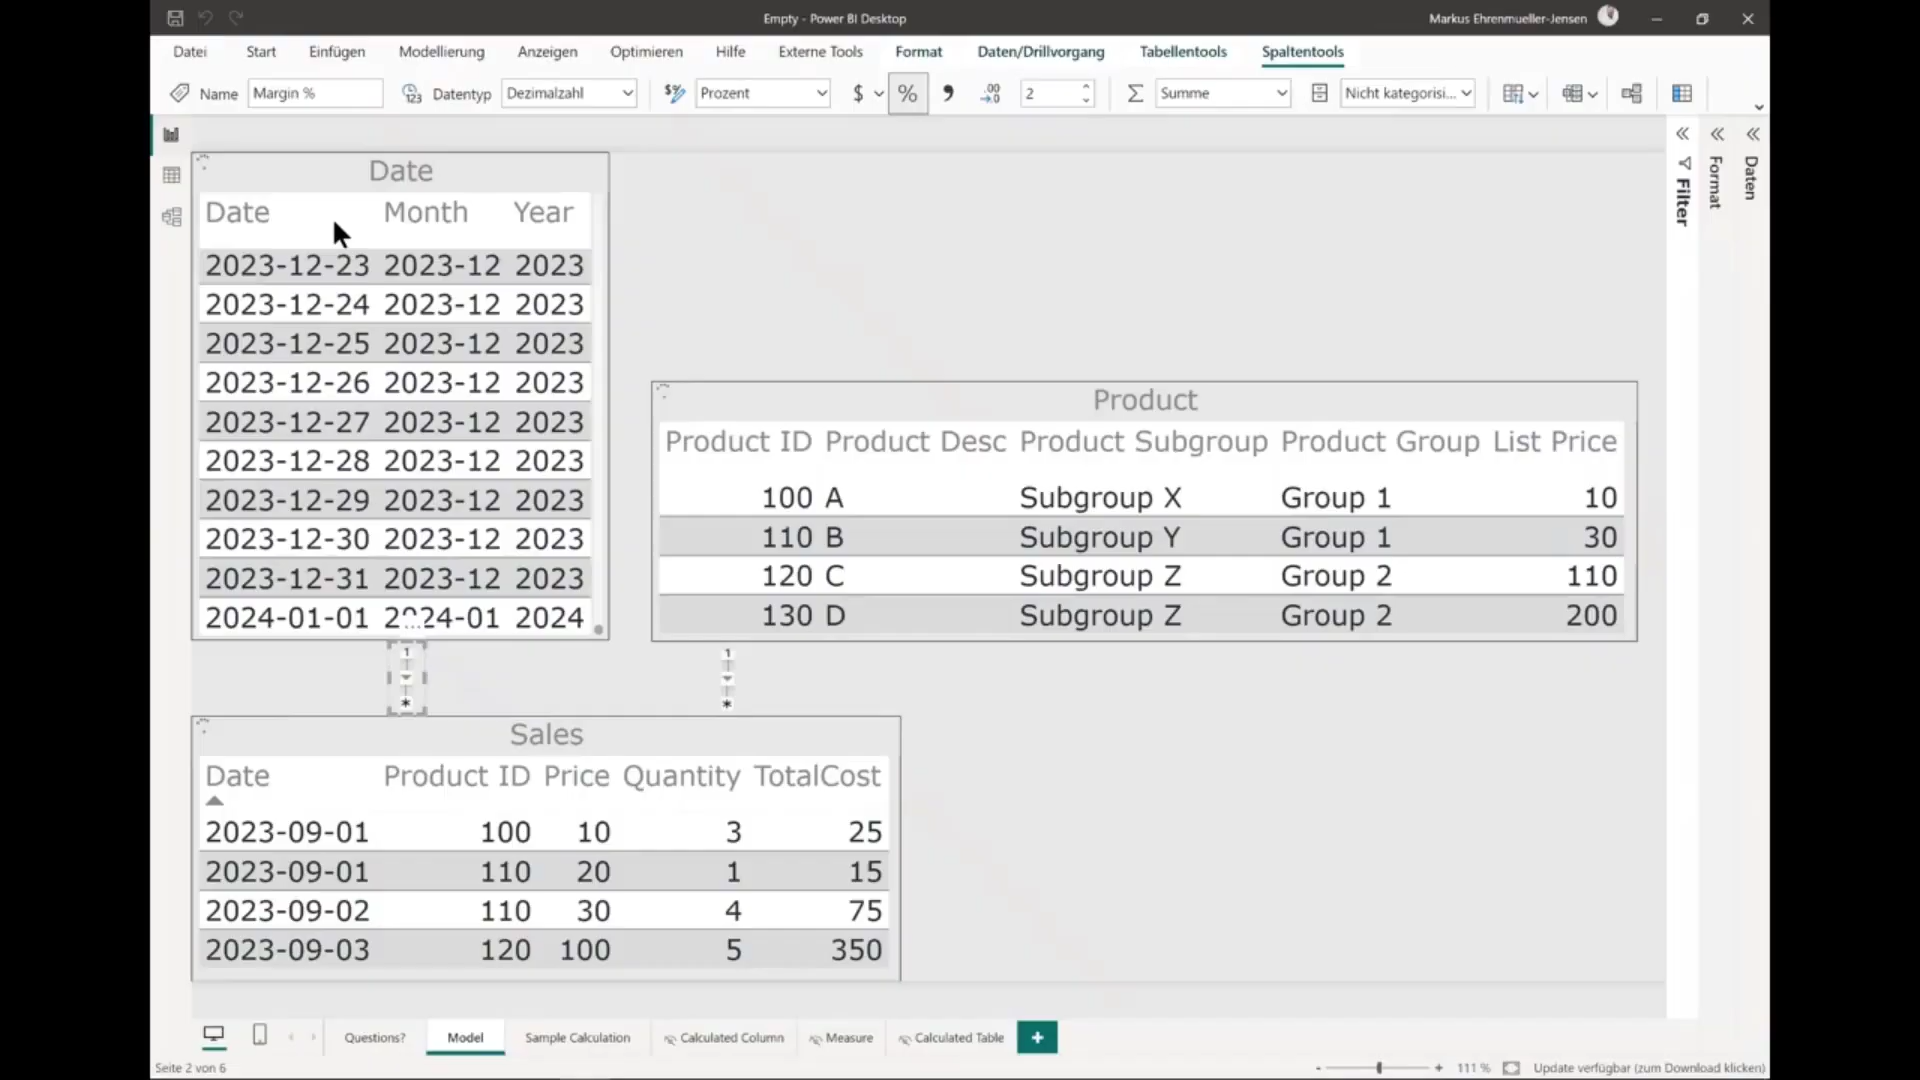 Empty - Power BI Desktop
Markus Ehrenmueller-Jensen
Datei Start Einfügen Modellierung Anzeigen Optimieren Hilfe Externe Tools Format Daten/Drillvorgang Tabellentools Spaltentools
Name Margin % Datentyp Dezimalzahl Prozent $ % 2 Summe Nicht kategorisi...
Filter
Format
Daten
Date
Date Month Year
2023-12-23 2023-12 2023
2023-12-24 2023-12 2023
2023-12-25 2023-12 2023
2023-12-26 2023-12 2023
2023-12-27 2023-12 2023
2023-12-28 2023-12 2023
2023-12-29 2023-12 2023
2023-12-30 2023-12 2023
2023-12-31 2023-12 2023
2024-01-01 2024-01 2024
Product
Product ID Product Desc Product Subgroup Product Group List Price
100 A Subgroup X Group 1 10
110 B Subgroup Y Group 1 30
120 C Subgroup Z Group 2 110
130 D Subgroup Z Group 2 200
1 1
* *
Sales
Date Product ID Price Quantity TotalCost
2023-09-01 100 10 3 25
2023-09-01 110 20 1 15
2023-09-02 110 30 4 75
2023-09-03 120 100 5 350
Questions? Model Sample Calculation Calculated Column Measure Calculated Table +
Seite 2 von 6
- + 111 % Update verfügbar (zum Download klicken)